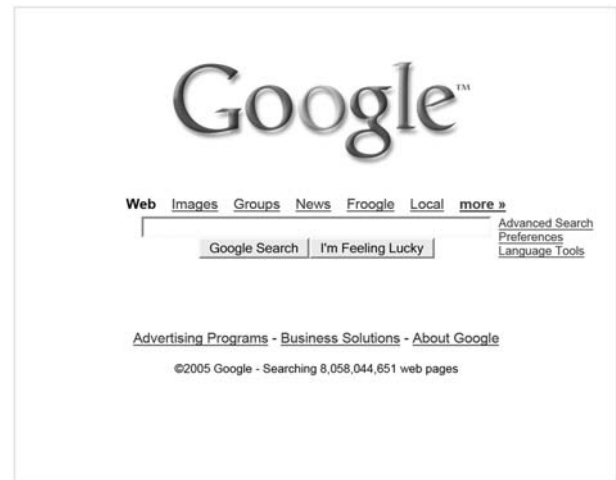 Google™
Web Images Groups News Froogle Local more »
Advanced Search
Preferences
Language Tools
Google Search I'm Feeling Lucky
Advertising Programs - Business Solutions - About Google
©2005 Google - Searching 8,058,044,651 web pages